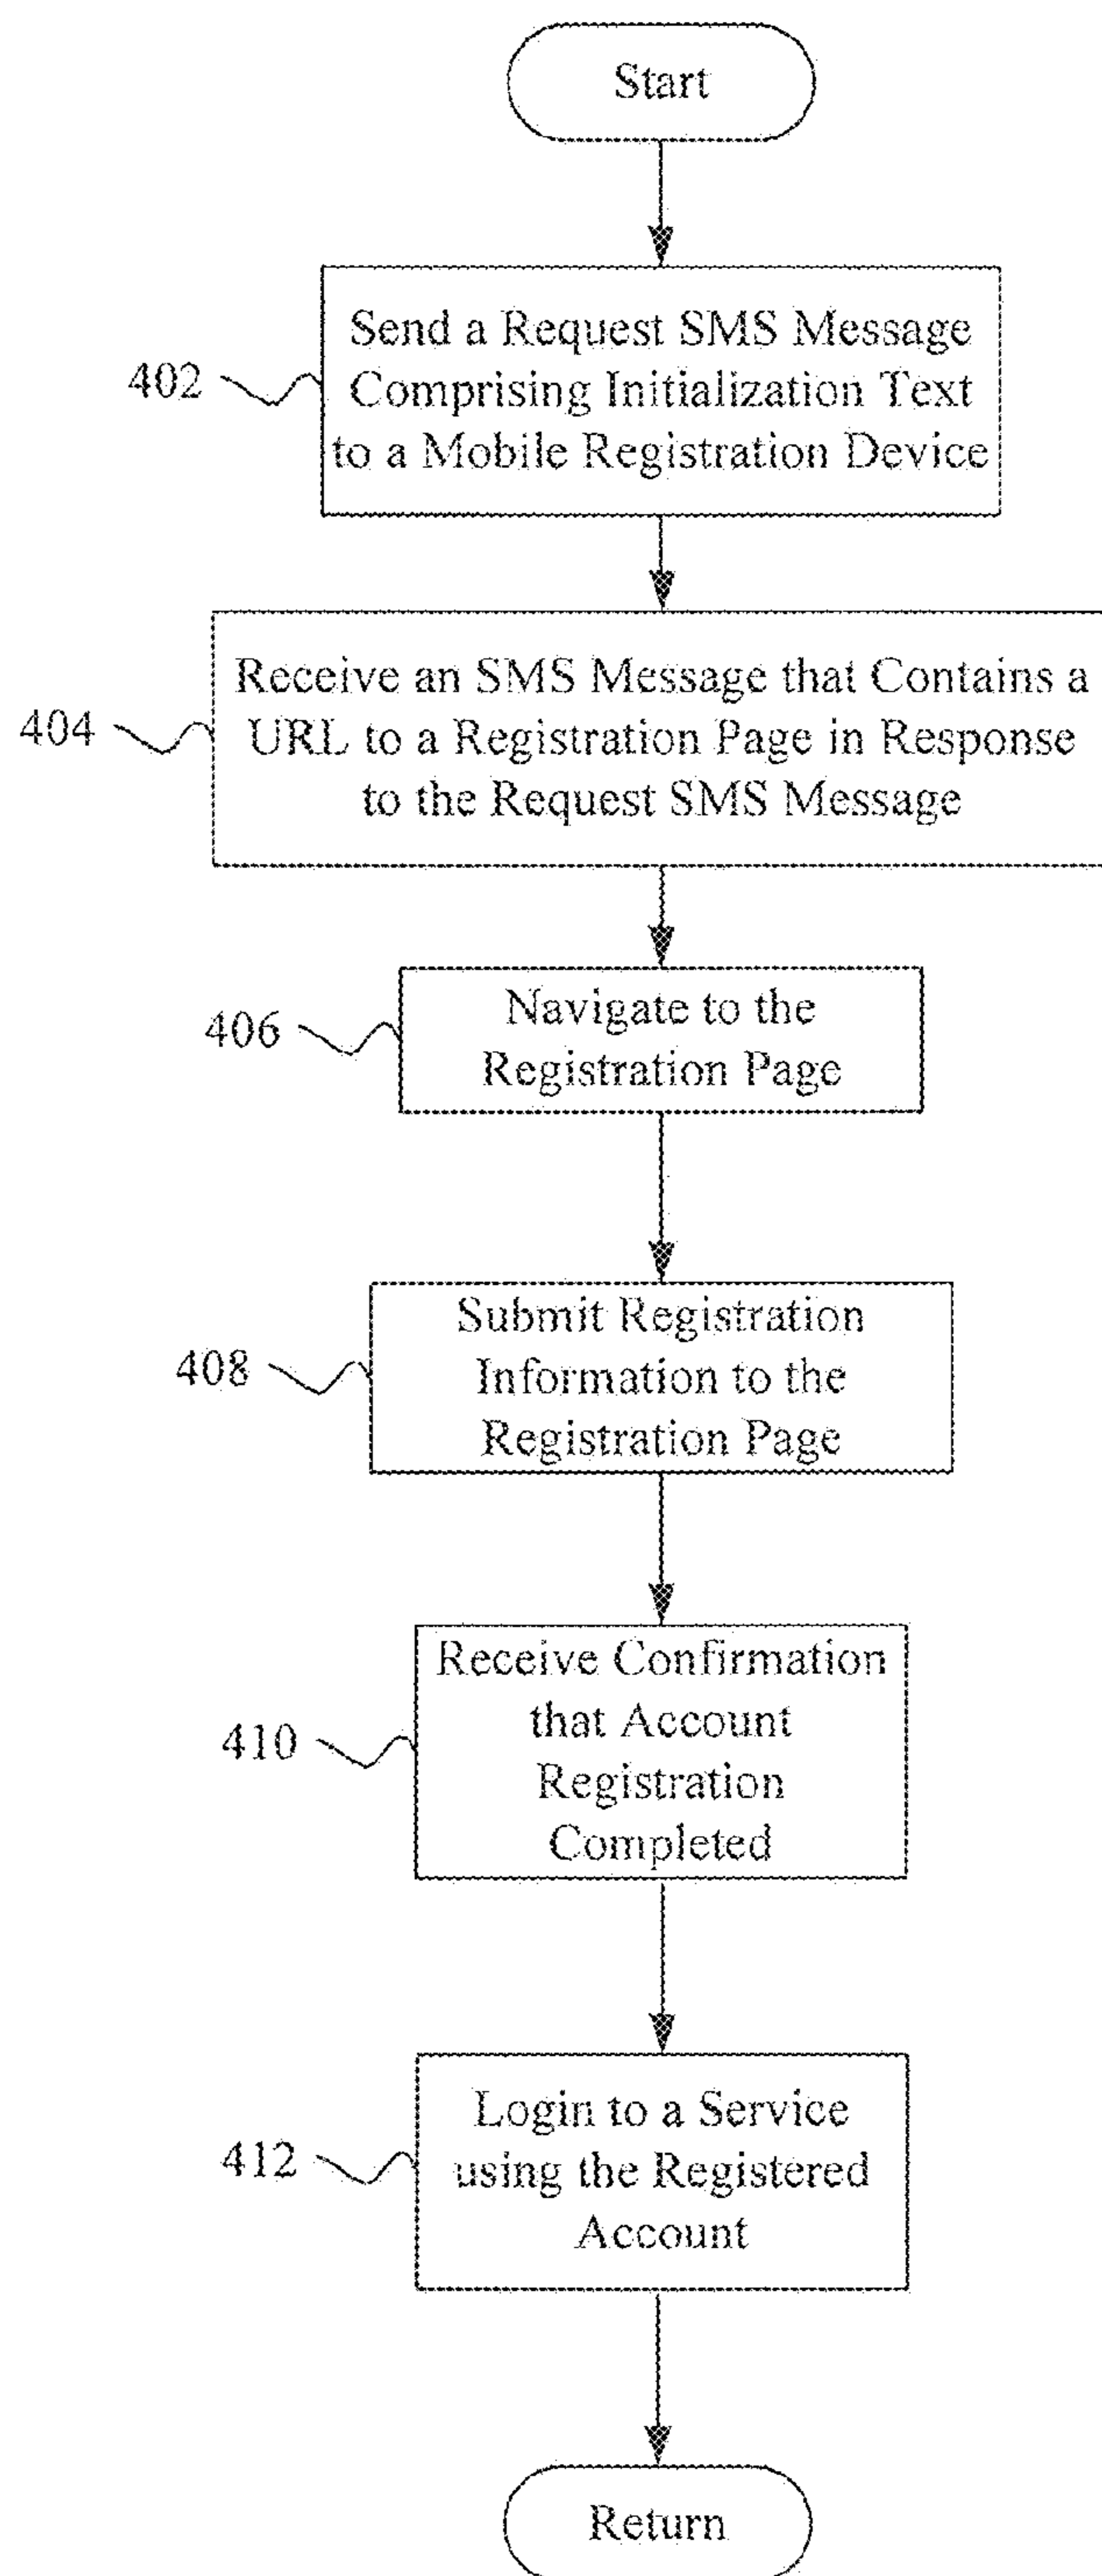 Start
402
Send a Request SMS Message
Comprising Initialization Text
to a Mobile Registration Device
404
Receive an SMS Message that Contains a
URL to a Registration Page in Response
to the Request SMS Message
406
Navigate to the
Registration Page
408
Submit Registration
Information to the
Registration Page
410
Receive Confirmation
that Account
Registration
Completed
412
Login to a Service
using the Registered
Account
Return